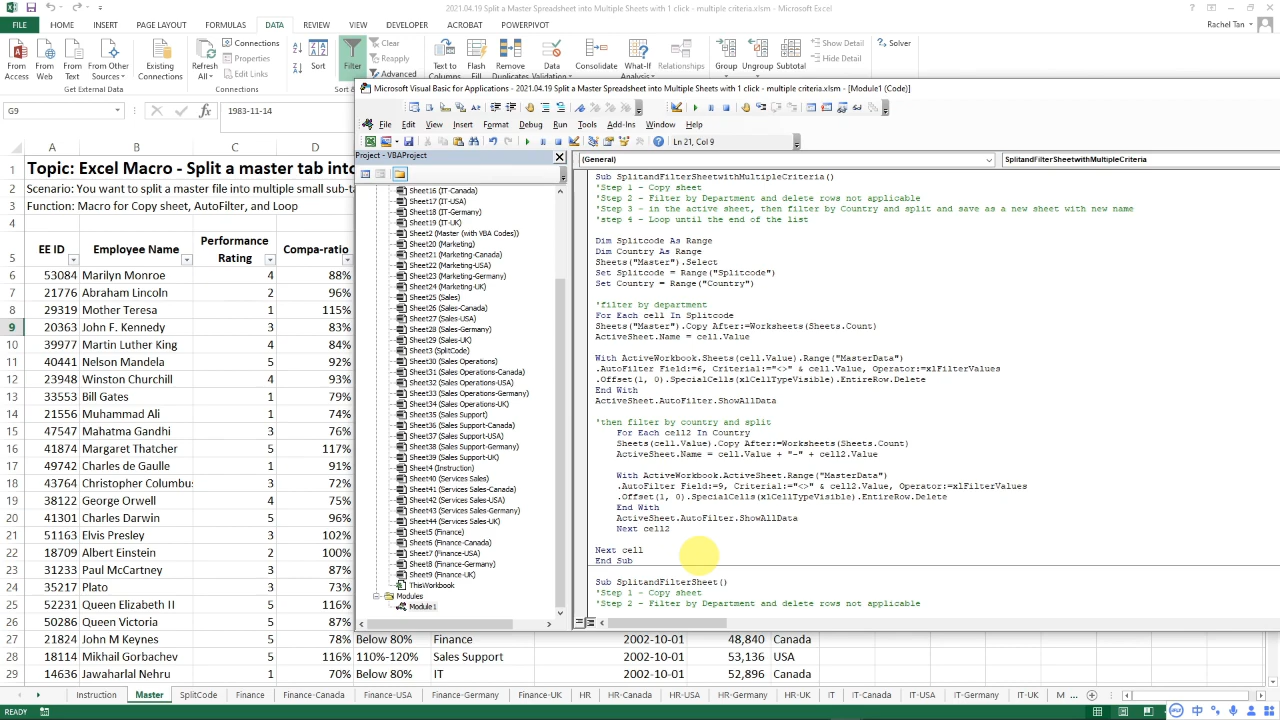 2021.04.19 Split a Master Spreadsheet into Multiple Sheets with 1 click - multiple criteria.xlsm - Microsoft Excel
FILE HOME INSERT PAGE LAYOUT FORMULAS DATA REVIEW VIEW DEVELOPER ACROBAT POWERPIVOT Rachel Tan
From Access From Web From Text From Other Sources Existing Connections Refresh All Connections Properties Edit Links Sort Filter Clear Reapply Advanced Text to Columns Flash Fill Remove Duplicates Data Validation Consolidate What-If Analysis Relationships Group Ungroup Subtotal Show Detail Hide Detail Solver
Get External Data Connections
G9 1983-11-14
A B C D
1 Topic: Excel Macro - Split a master tab into
2 Scenario: You want to split a master file into multiple small sub-ta
3 Function: Macro for Copy sheet, AutoFilter, and Loop
4
5 EE ID Employee Name Performance Rating Compa-ratio
6 53084 Marilyn Monroe 4 88%
7 21776 Abraham Lincoln 2 96%
8 29319 Mother Teresa 1 115%
9 20363 John F. Kennedy 3 83%
10 39977 Martin Luther King 4 84%
11 40441 Nelson Mandela 5 92%
12 23948 Winston Churchill 4 93%
13 33553 Bill Gates 1 79%
14 21556 Muhammad Ali 1 74%
15 47547 Mahatma Gandhi 3 76%
16 41874 Margaret Thatcher 5 117%
17 49742 Charles de Gaulle 1 91%
18 43764 Christopher Columbus 3 72%
19 38122 George Orwell 4 75%
20 41301 Charles Darwin 5 96%
21 51163 Elvis Presley 3 102%
22 18709 Albert Einstein 2 100%
23 31233 Paul McCartney 3 87%
24 35217 Plato 3 73%
25 52231 Queen Elizabeth II 5 116%
26 50286 Queen Victoria 5 87%
27 21824 John M Keynes 5 79% Below 80% Finance 2002-10-01 48,840 Canada
28 18114 Mikhail Gorbachev 5 116% 110%-120% Sales Support 2002-10-01 53,136 USA
29 14636 Jawaharlal Nehru 1 70% Below 80% IT 2002-10-01 52,896 Canada
Instruction Master SplitCode Finance Finance-Canada Finance-USA Finance-Germany Finance-UK HR HR-Canada HR-USA HR-Germany HR-UK IT IT-Canada IT-USA IT-Germany IT-UK M ...
READY
Microsoft Visual Basic for Applications - 2021.04.19 Split a Master Spreadsheet into Multiple Sheets with 1 click - multiple criteria.xlsm - [Module1 (Code)]
File Edit View Insert Format Debug Run Tools Add-Ins Window Help
Ln 21, Col 9
Project - VBAProject
Sheet16 (IT-Canada)
Sheet17 (IT-USA)
Sheet18 (IT-Germany)
Sheet19 (IT-UK)
Sheet2 (Master (with VBA Codes))
Sheet20 (Marketing)
Sheet21 (Marketing-Canada)
Sheet22 (Marketing-USA)
Sheet23 (Marketing-Germany)
Sheet24 (Marketing-UK)
Sheet25 (Sales)
Sheet26 (Sales-Canada)
Sheet27 (Sales-USA)
Sheet28 (Sales-Germany)
Sheet29 (Sales-UK)
Sheet3 (SplitCode)
Sheet30 (Sales Operations)
Sheet31 (Sales Operations-Canada)
Sheet32 (Sales Operations-USA)
Sheet33 (Sales Operations-Germany)
Sheet34 (Sales Operations-UK)
Sheet35 (Sales Support)
Sheet36 (Sales Support-Canada)
Sheet37 (Sales Support-USA)
Sheet38 (Sales Support-Germany)
Sheet39 (Sales Support-UK)
Sheet4 (Instruction)
Sheet40 (Services Sales)
Sheet41 (Services Sales-Canada)
Sheet42 (Services Sales-USA)
Sheet43 (Services Sales-Germany)
Sheet44 (Services Sales-UK)
Sheet5 (Finance)
Sheet6 (Finance-Canada)
Sheet7 (Finance-USA)
Sheet8 (Finance-Germany)
Sheet9 (Finance-UK)
ThisWorkbook
Modules
Module1
(General) SplitandFilterSheetwithMultipleCriteria
Sub SplitandFilterSheetwithMultipleCriteria()
'Step 1 - Copy sheet
'Step 2 - Filter by Department and delete rows not applicable
'Step 3 - in the active sheet, then filter by Country and split and save as a new sheet with new name
'step 4 - Loop until the end of the list
Dim Splitcode As Range
Dim Country As Range
Sheets("Master").Select
Set Splitcode = Range("Splitcode")
Set Country = Range("Country")
'filter by department
For Each cell In Splitcode
Sheets("Master").Copy After:=Worksheets(Sheets.Count)
ActiveSheet.Name = cell.Value
With ActiveWorkbook.Sheets(cell.Value).Range("MasterData")
.AutoFilter Field:=6, Criteria1:="<>" & cell.Value, Operator:=xlFilterValues
.Offset(1, 0).SpecialCells(xlCellTypeVisible).EntireRow.Delete
End With
ActiveSheet.AutoFilter.ShowAllData
'then filter by country and split
For Each cell2 In Country
Sheets(cell.Value).Copy After:=Worksheets(Sheets.Count)
ActiveSheet.Name = cell.Value + "-" + cell2.Value
With ActiveWorkbook.ActiveSheet.Range("MasterData")
.AutoFilter Field:=9, Criteria1:="<>" & cell2.Value, Operator:=xlFilterValues
.Offset(1, 0).SpecialCells(xlCellTypeVisible).EntireRow.Delete
End With
ActiveSheet.AutoFilter.ShowAllData
Next cell2
Next cell
End Sub
Sub SplitandFilterSheet()
'Step 1 - Copy sheet
'Step 2 - Filter by Department and delete rows not applicable